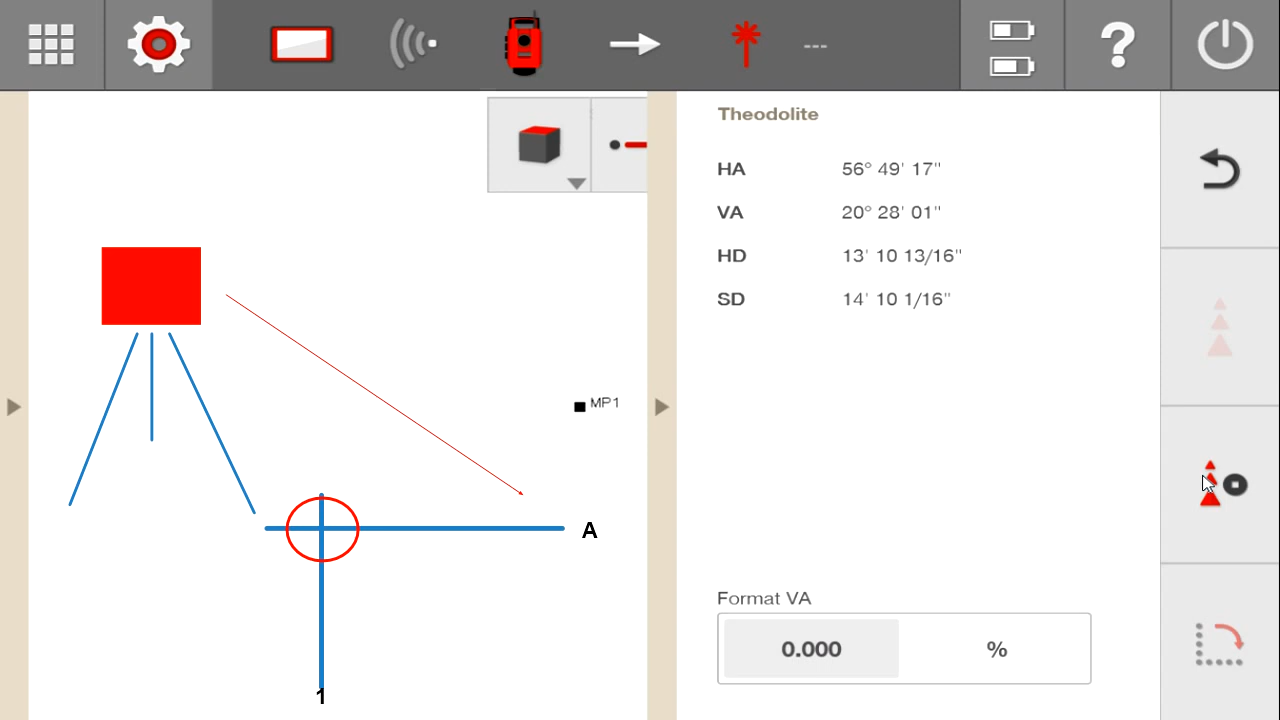 ?
---
Theodolite
HA 56° 49' 17"
VA 20° 28' 01"
HD 13' 10 13/16"
SD 14' 10 1/16"
MP1
A
1
Format VA
0.000 %